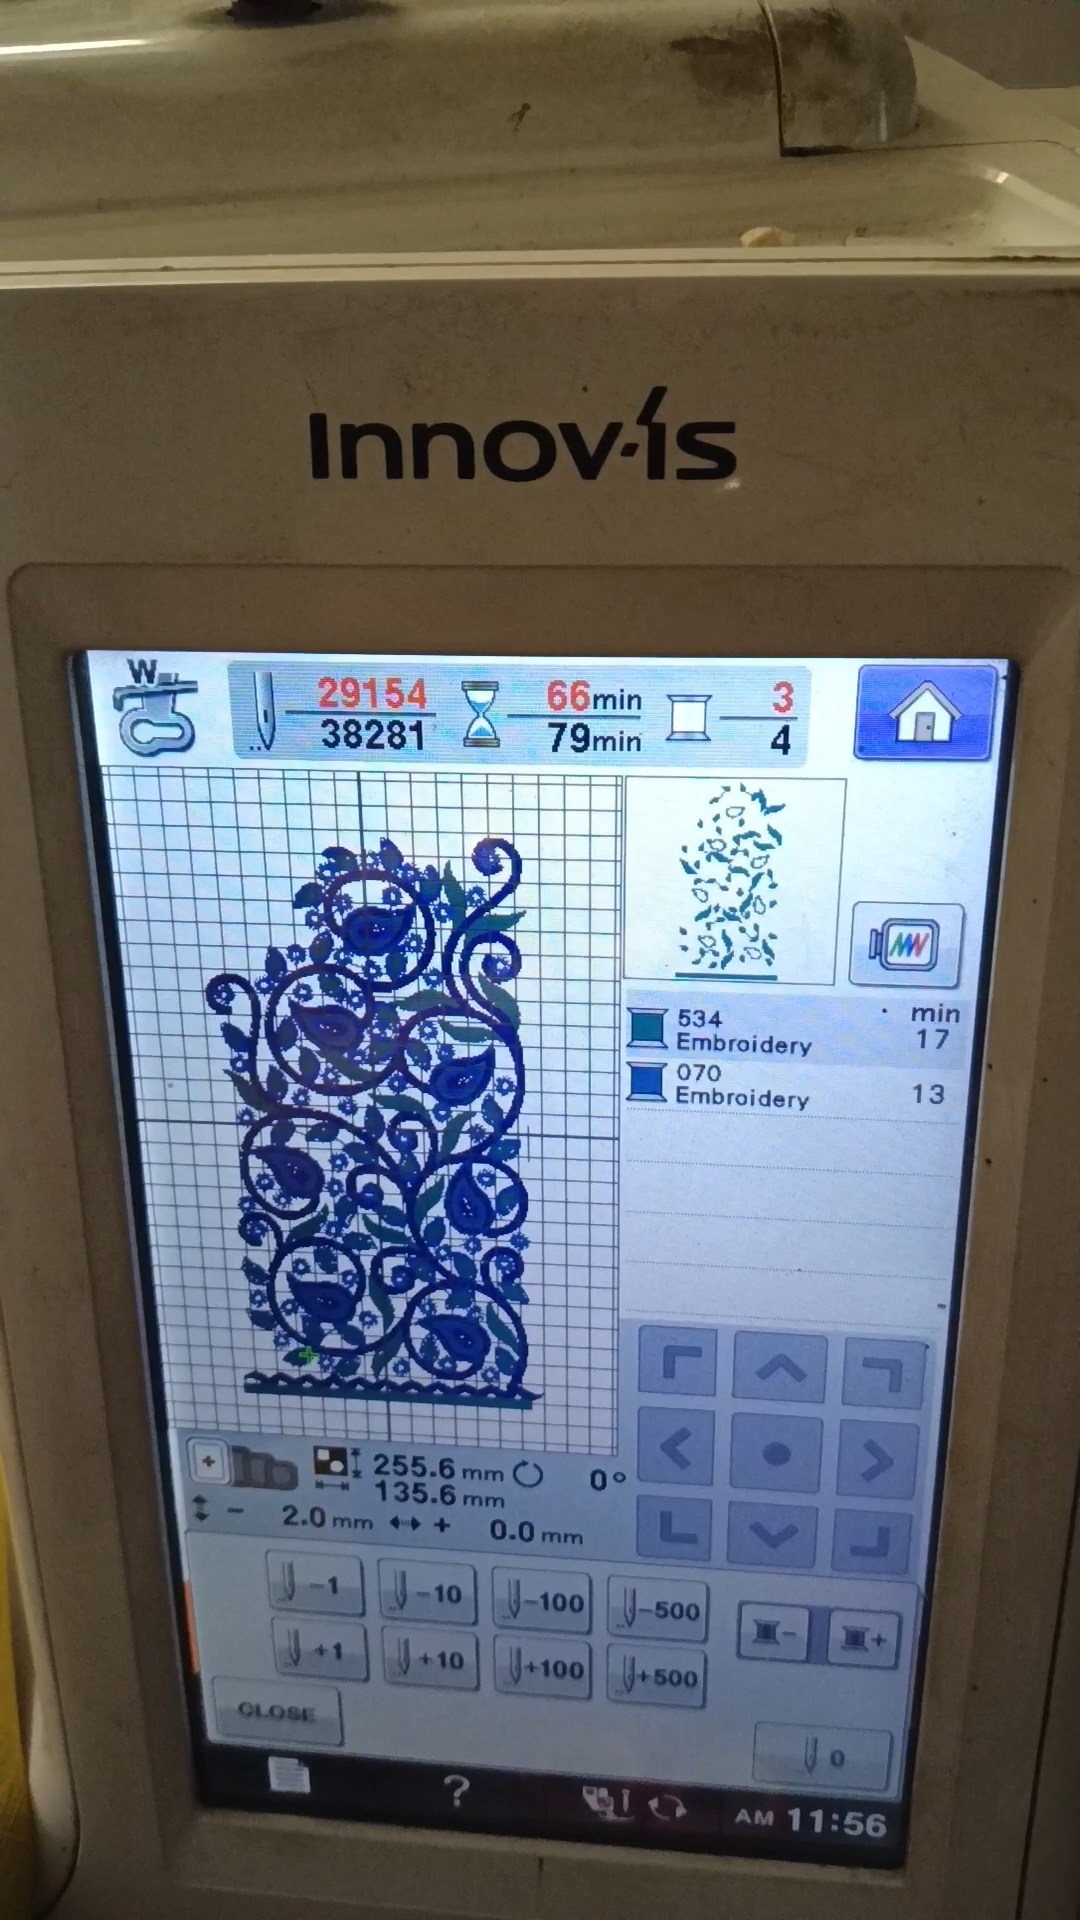 Innov-is
W
29154
38281
66min
79min
3
4
534
Embroidery
min
17
070
Embroidery
13
255.6 mm
135.6 mm
0°
- 2.0 mm + 0.0 mm
-1 -10 -100 -500
+1 +10 +100 +500
- +
CLOSE
0
? AM 11:56